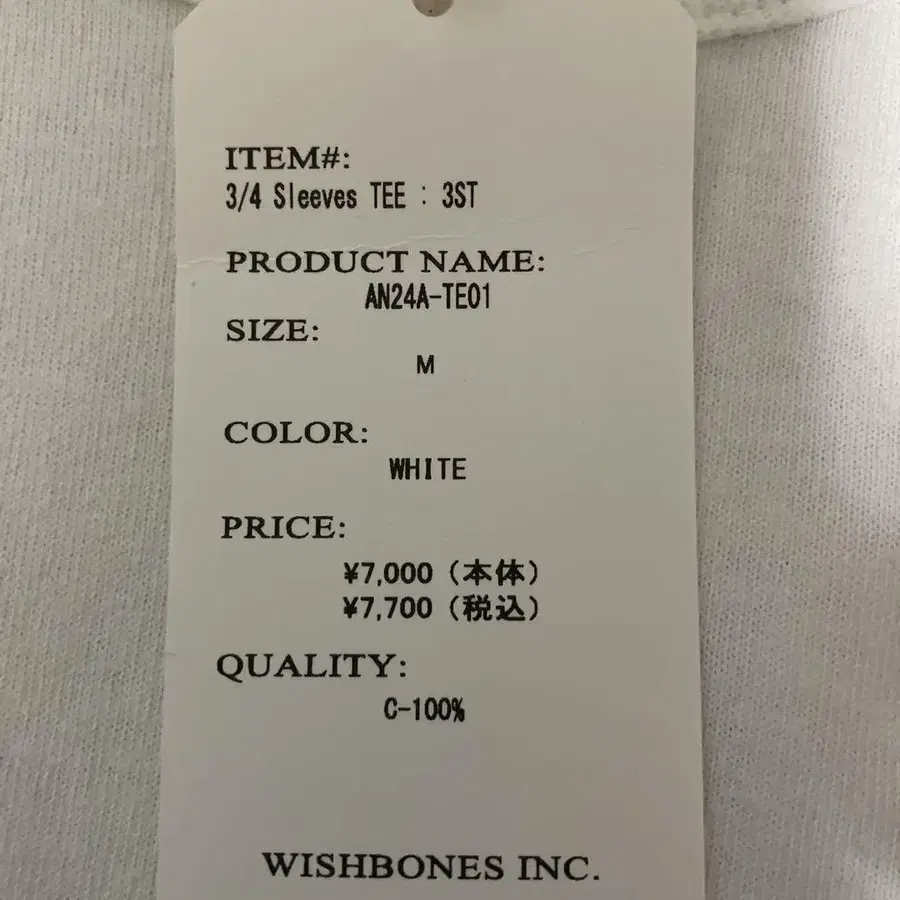 ITEM#:
3/4 Sleeves TEE : 3ST
PRODUCT NAME:
AN24A-TE01
SIZE:
M
COLOR:
WHITE
PRICE:
¥7,000 (本体)
¥7,700 (税込)
QUALITY:
C-100%
WISHBONES INC.